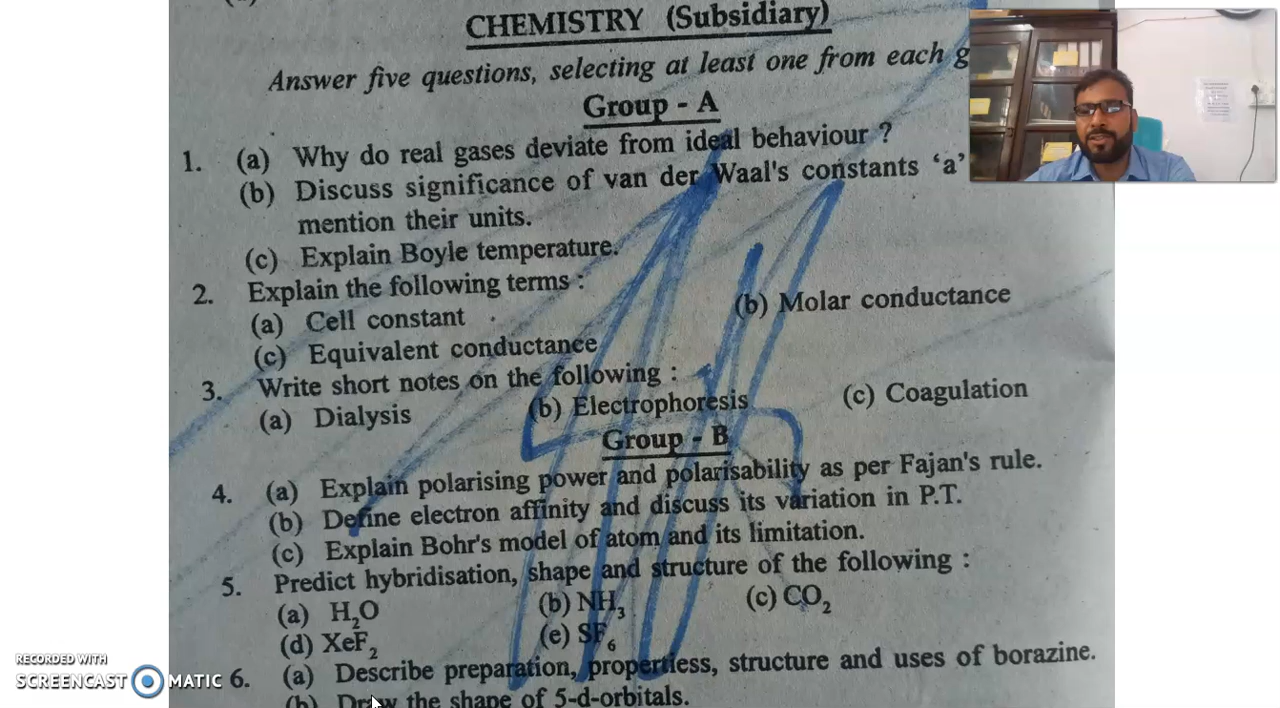 CHEMISTRY (Subsidiary)
Answer five questions, selecting at least one from each g
Group - A
1. (a) Why do real gases deviate from ideal behaviour ?
(b) Discuss significance of van der Waal's constants 'a'
mention their units.
(c) Explain Boyle temperature.
2. Explain the following terms :
(a) Cell constant (b) Molar conductance
(c) Equivalent conductance
3. Write short notes on the following :
(a) Dialysis (b) Electrophoresis (c) Coagulation
Group - B
4. (a) Explain polarising power and polarisability as per Fajan's rule.
(b) Define electron affinity and discuss its variation in P.T.
(c) Explain Bohr's model of atom and its limitation.
5. Predict hybridisation, shape and structure of the following :
(a) H₂O (b) NH₃ (c) CO₂
(d) XeF₂ (e) SF₆
6. (a) Describe preparation, propertiess, structure and uses of borazine.
(b) Draw the shape of 5-d-orbitals.
RECORDED WITH
SCREENCAST MATIC